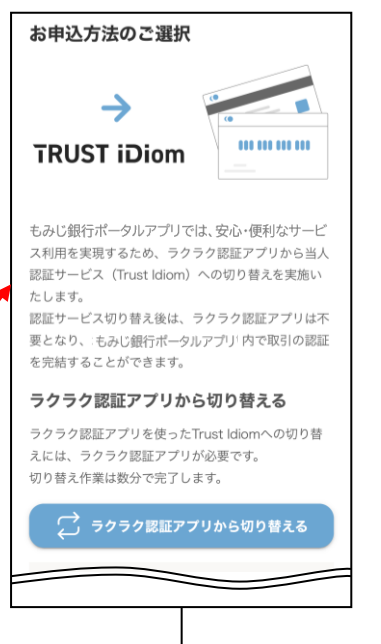 お申込方法のご選択
TRUST iDiom
もみじ銀行ポータルアプリでは、安心・便利なサービ
ス利用を実現するため、ラクラク認証アプリから当人
認証サービス（Trust Idiom）への切り替えを実施い
たします。
認証サービス切り替え後は、ラクラク認証アプリは不
要となり、もみじ銀行ポータルアプリ内で取引の認証
を完結することができます。
ラクラク認証アプリから切り替える
ラクラク認証アプリを使ったTrust Idiomへの切り替
えには、ラクラク認証アプリが必要です。
切り替え作業は数分で完了します。
ラクラク認証アプリから切り替える